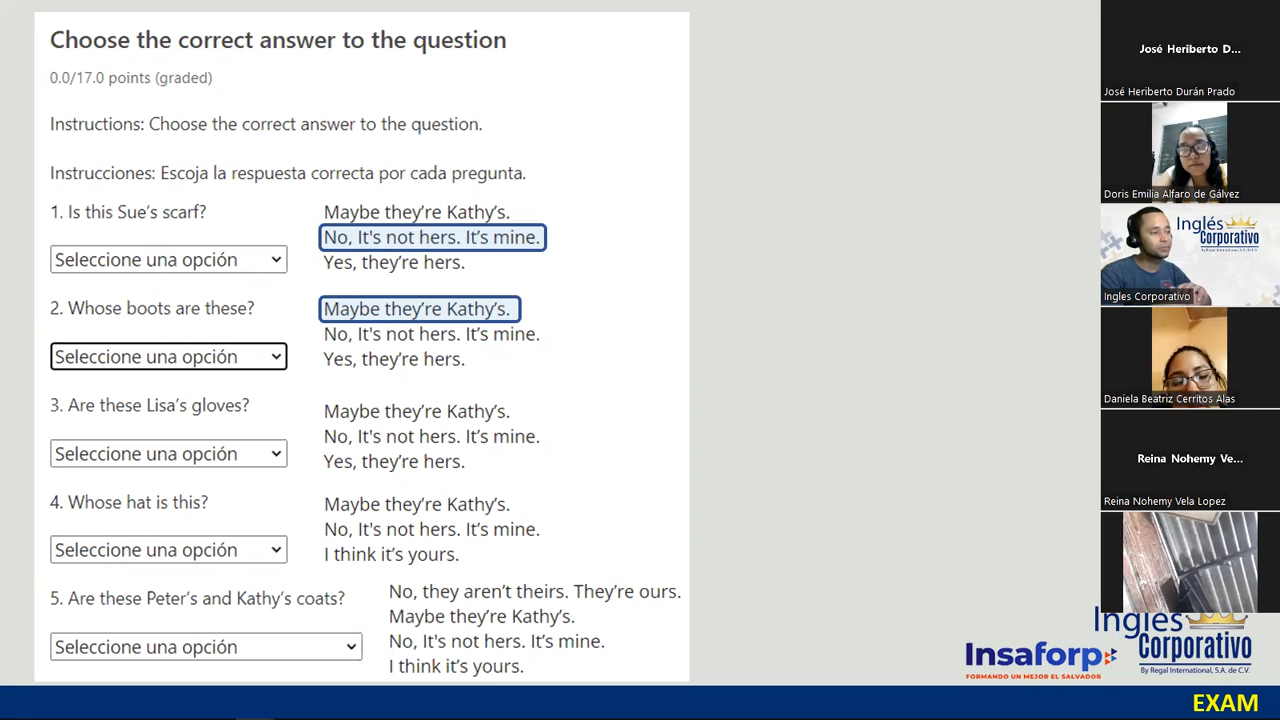 Choose the correct answer to the question
0.0/17.0 points (graded)
Instructions: Choose the correct answer to the question.
Instrucciones: Escoja la respuesta correcta por cada pregunta.
1. Is this Sue's scarf?
Seleccione una opción
Maybe they're Kathy's.
No, It's not hers. It's mine.
Yes, they're hers.
2. Whose boots are these?
Seleccione una opción
Maybe they're Kathy's.
No, It's not hers. It's mine.
Yes, they're hers.
3. Are these Lisa's gloves?
Seleccione una opción
Maybe they're Kathy's.
No, It's not hers. It's mine.
Yes, they're hers.
4. Whose hat is this?
Seleccione una opción
Maybe they're Kathy's.
No, It's not hers. It's mine.
I think it's yours.
5. Are these Peter's and Kathy's coats?
Seleccione una opción
No, they aren't theirs. They're ours.
Maybe they're Kathy's.
No, It's not hers. It's mine.
I think it's yours.
José Heriberto D...
José Heriberto Durán Prado
Doris Emilia Alfaro de Gálvez
Inglés
Corporativo
Ingles Corporativo
Daniela Beatriz Cerritos Alas
Reina Nohemy Ve...
Reina Nohemy Vela Lopez
Inglés
Corporativo
By Regal International, S.A. de C.V.
Insaforp
FORMANDO UN MEJOR EL SALVADOR
EXAM